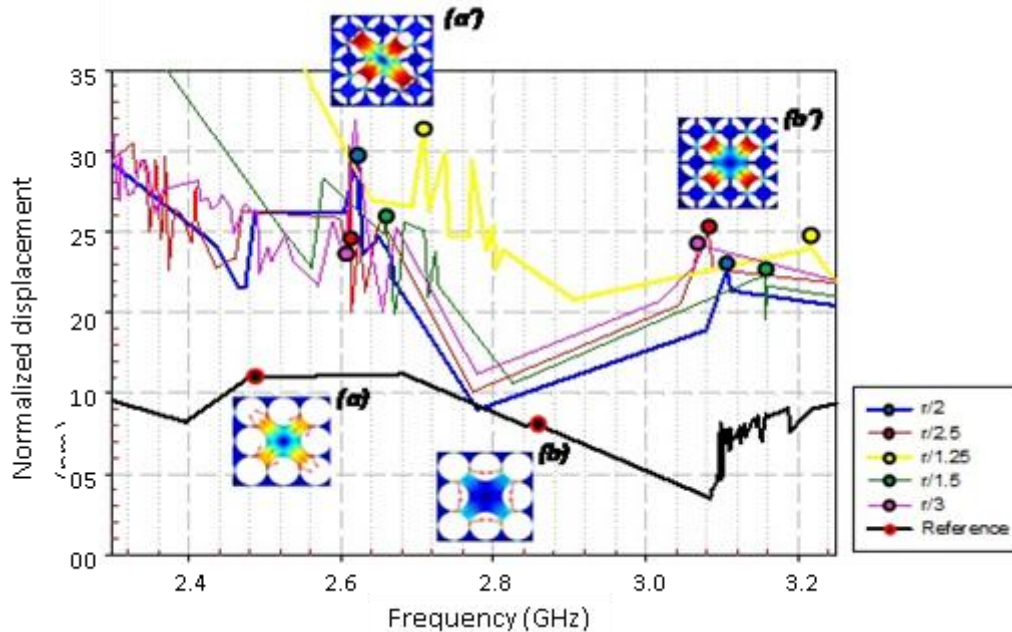 (a')
(b')
35
30
25
20
10
05
00
Normalized displacement
(a)
(b)
2.4
2.6
2.8
3.0
3.2
Frequency (GHz)
r/2
r/2.5
r/1.25
r/1.5
r/3
Reference